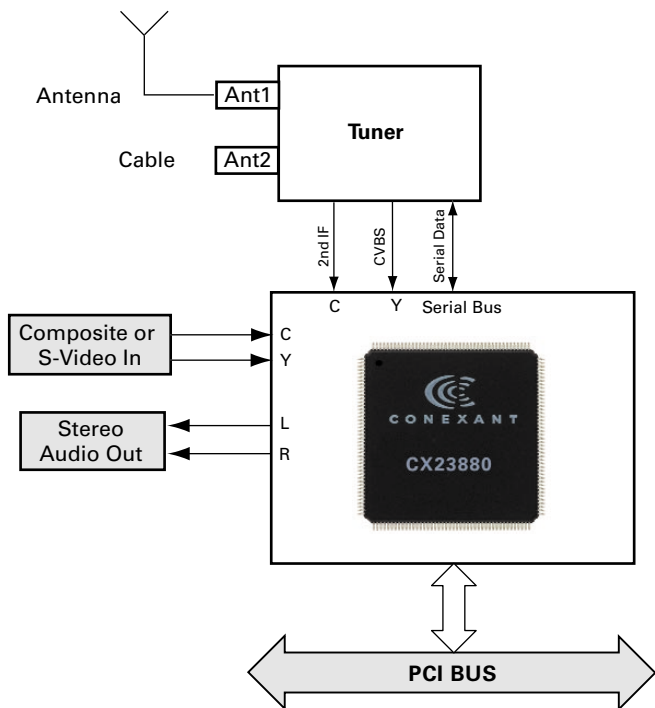 Antenna
Ant1
Tuner
Cable
Ant2
2nd IF
CVBS
Serial Data
C
Y
Serial Bus
Composite or
S-Video In
C
Y
CONEXANT
CX23880
Stereo
Audio Out
L
R
PCI BUS